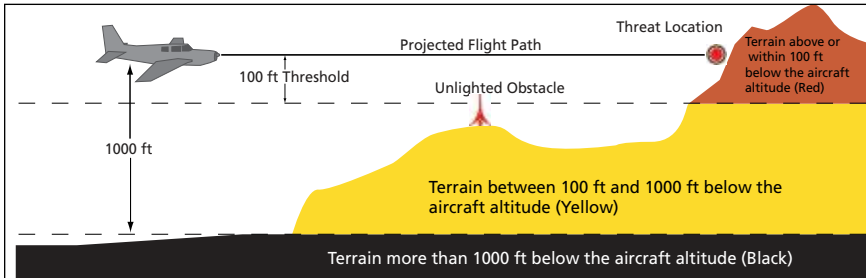 Threat Location
Projected Flight Path
100 ft Threshold
Terrain above or
within 100 ft
below the aircraft
altitude (Red)
Unlighted Obstacle
1000 ft
Terrain between 100 ft and 1000 ft below the
aircraft altitude (Yellow)
Terrain more than 1000 ft below the aircraft altitude (Black)